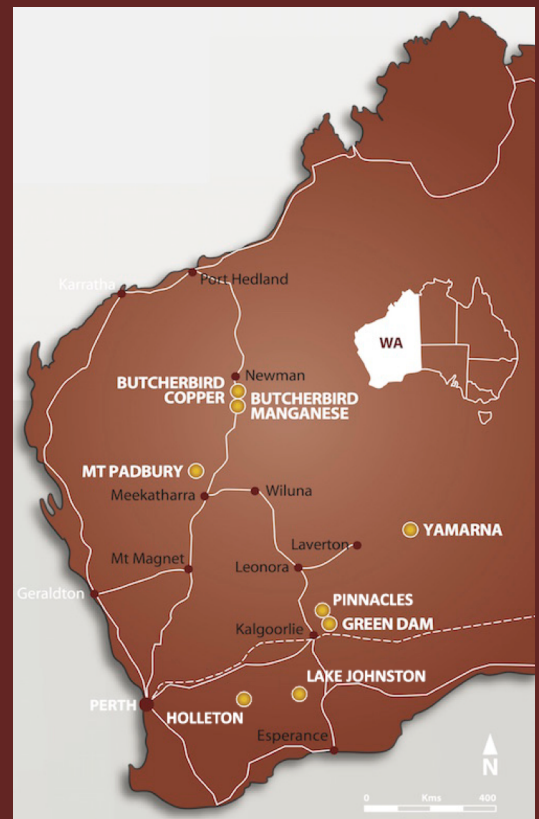 Karratha
Port Hedland
WA
Newman
BUTCHERBIRD
COPPER
BUTCHERBIRD
MANGANESE
MT PADBURY
Meekatharra
Wiluna
YAMARNA
Laverton
Mt Magnet
Leonora
Geraldton
PINNACLES
GREEN DAM
Kalgoorlie
LAKE JOHNSTON
PERTH
HOLLETON
Esperance
N
0 Kms 400